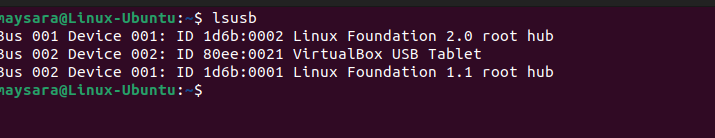 maysara@Linux-Ubuntu:~$ lsusb
Bus 001 Device 001: ID 1d6b:0002 Linux Foundation 2.0 root hub
Bus 002 Device 002: ID 80ee:0021 VirtualBox USB Tablet
Bus 002 Device 001: ID 1d6b:0001 Linux Foundation 1.1 root hub
maysara@Linux-Ubuntu:~$